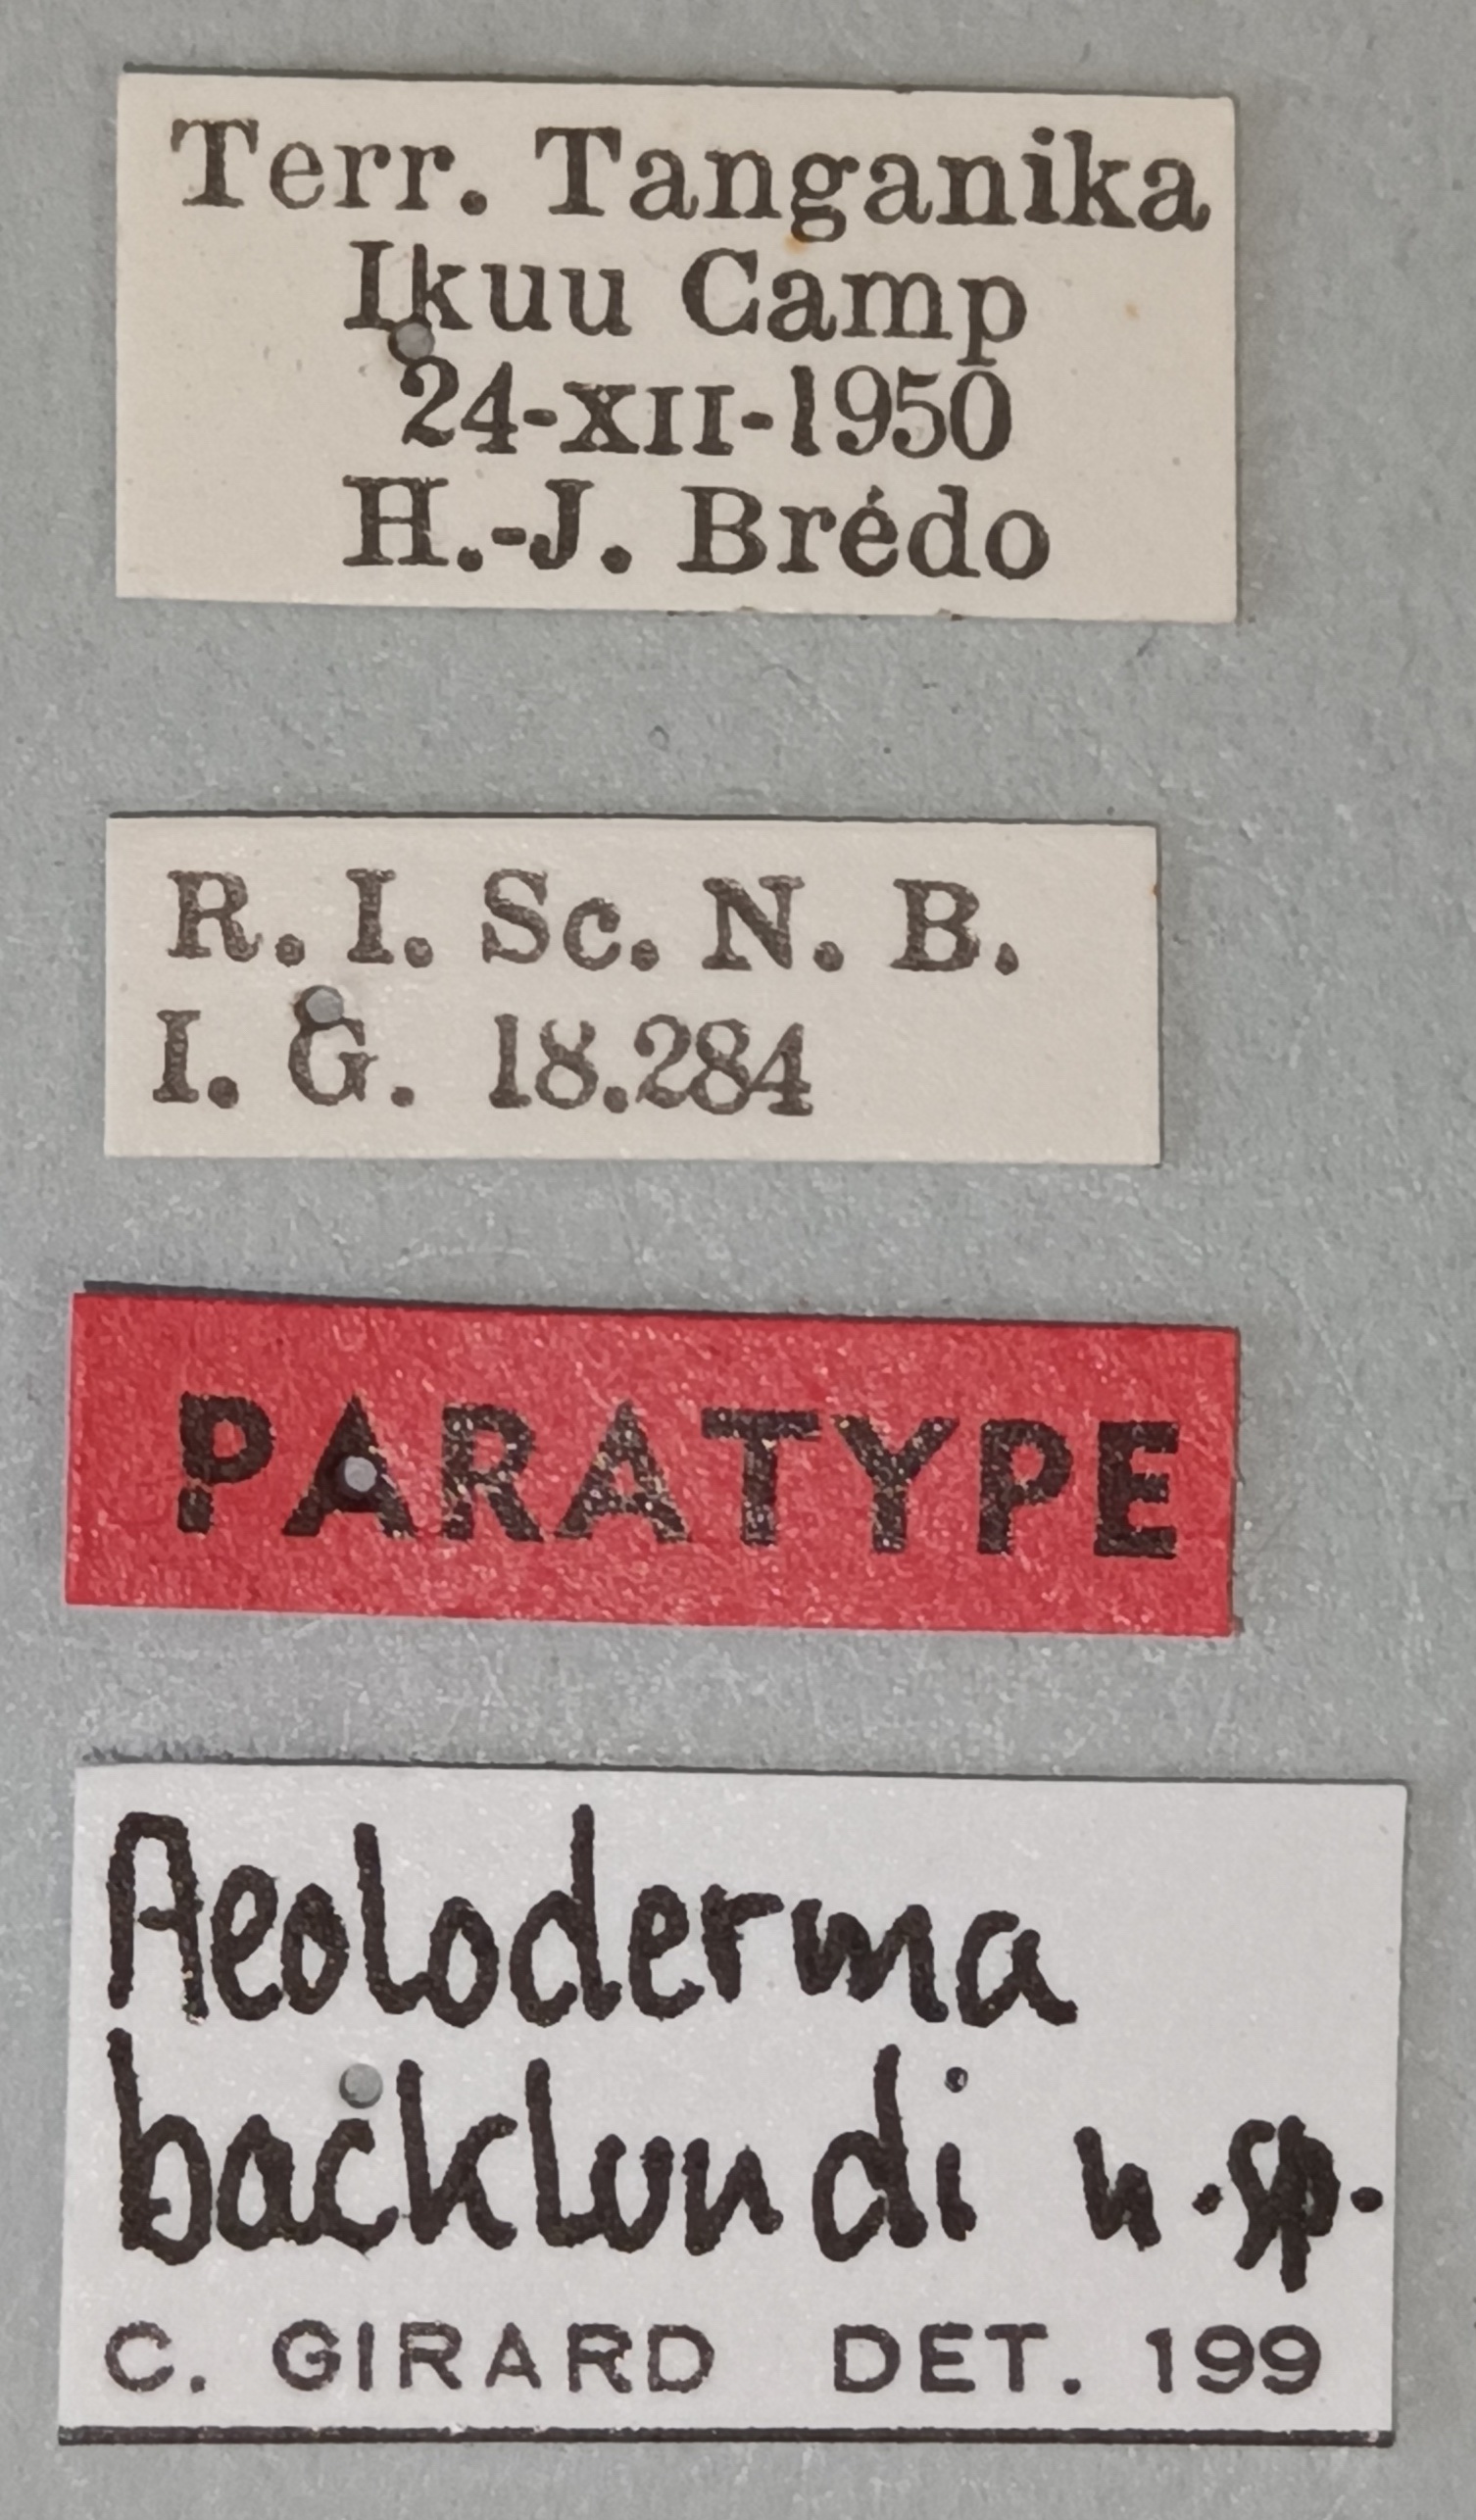 Terr. Tanganika
Ikuu Camp
24-XII-1950
H.-J. Brédo
R. I. Sc. N. B.
I. G. 18.284
PARATYPE
Aeoloderma
backlundi n.sp.
C. GIRARD DET. 199